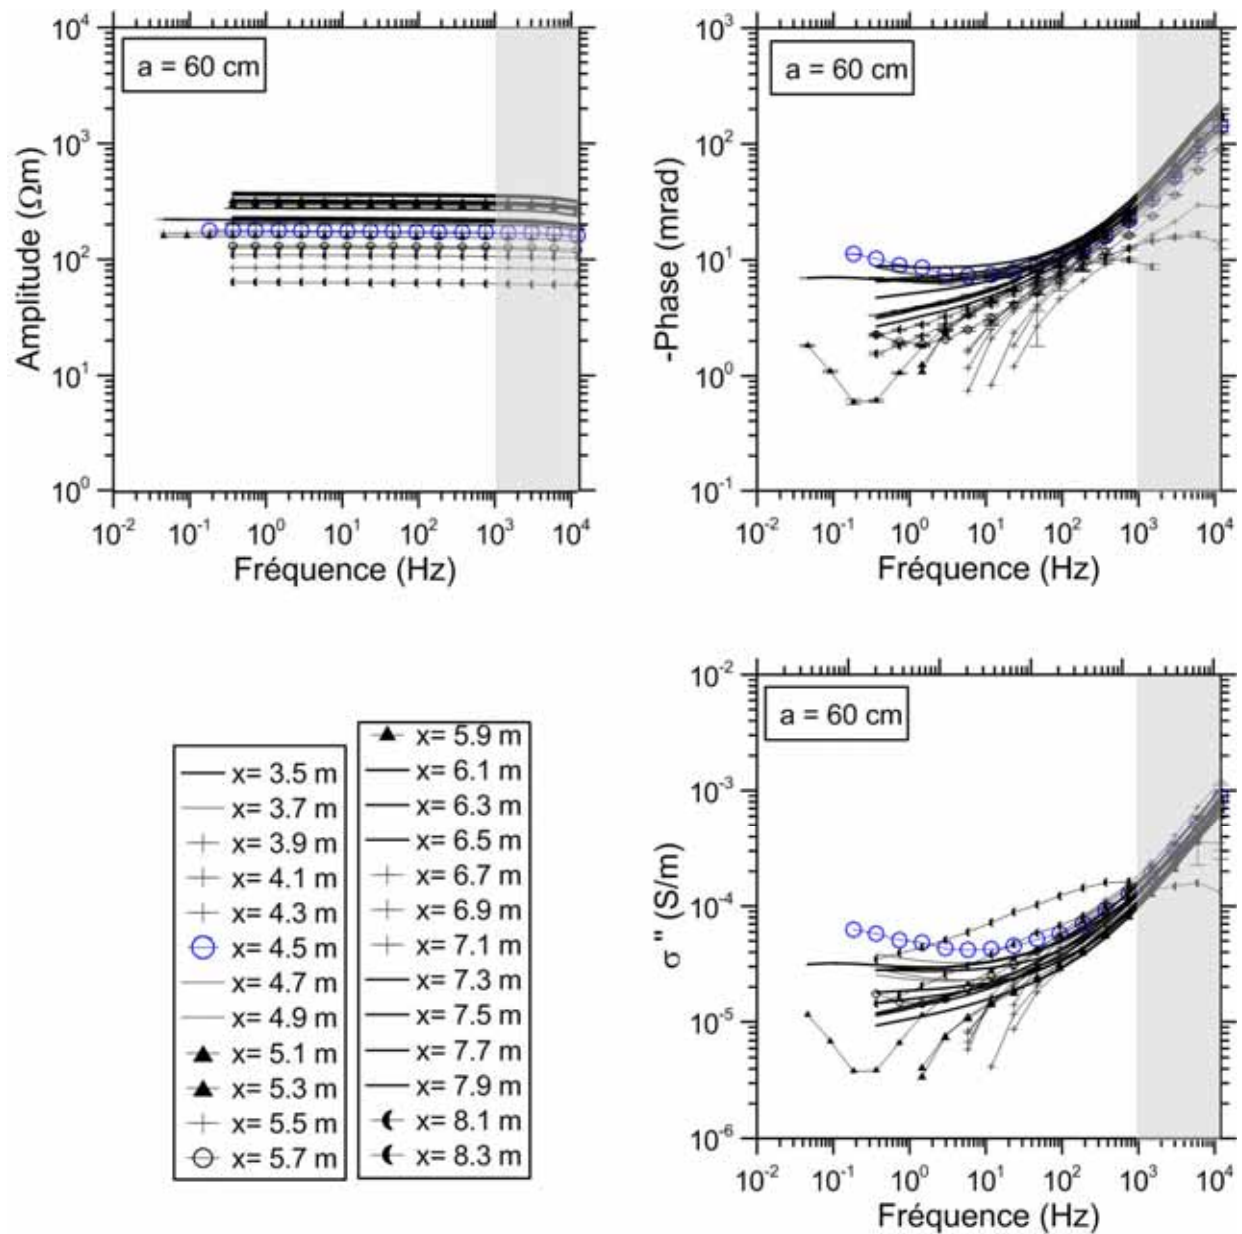 a = 60 cm
10^4
10^3
10^2
10^1
10^0
Amplitude (Ωm)
10^-2 10^-1 10^0 10^1 10^2 10^3 10^4
Fréquence (Hz)
a = 60 cm
10^3
10^2
10^1
10^0
10^-1
-Phase (mrad)
10^-2 10^-1 10^0 10^1 10^2 10^3 10^4
Fréquence (Hz)
x= 3.5 m
x= 3.7 m
x= 3.9 m
x= 4.1 m
x= 4.3 m
x= 4.5 m
x= 4.7 m
x= 4.9 m
x= 5.1 m
x= 5.3 m
x= 5.5 m
x= 5.7 m
x= 5.9 m
x= 6.1 m
x= 6.3 m
x= 6.5 m
x= 6.7 m
x= 6.9 m
x= 7.1 m
x= 7.3 m
x= 7.5 m
x= 7.7 m
x= 7.9 m
x= 8.1 m
x= 8.3 m
a = 60 cm
10^-2
10^-3
10^-4
10^-5
10^-6
σ" (S/m)
10^-2 10^-1 10^0 10^1 10^2 10^3 10^4
Fréquence (Hz)